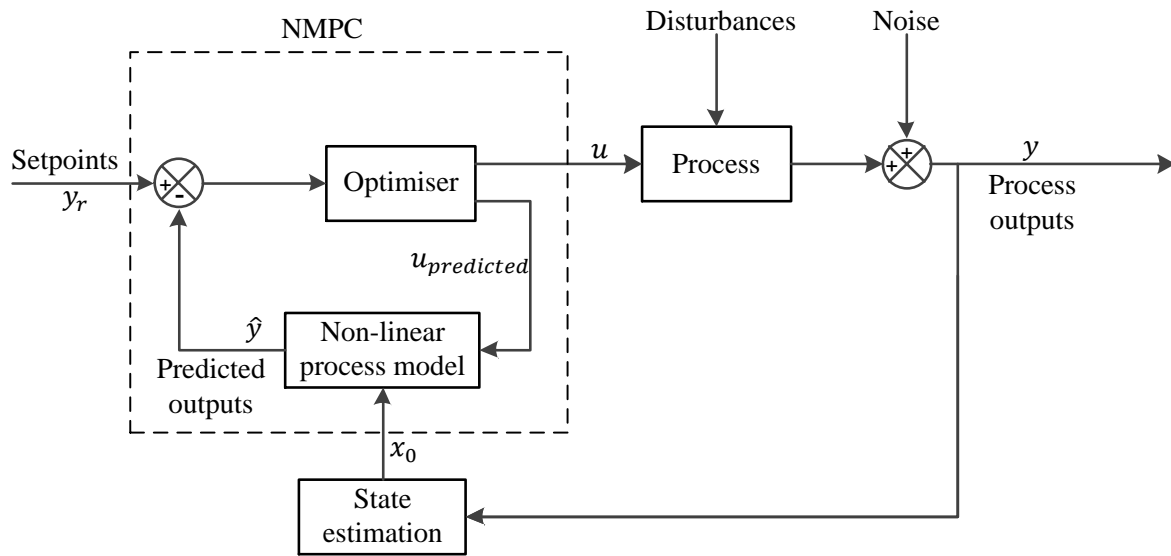 NMPC
Disturbances
Noise
Setpoints
y_r
+
-
Optimiser
u
Process
+
+
y
Process
outputs
u_predicted
ŷ
Non-linear
process model
Predicted
outputs
x_0
State
estimation